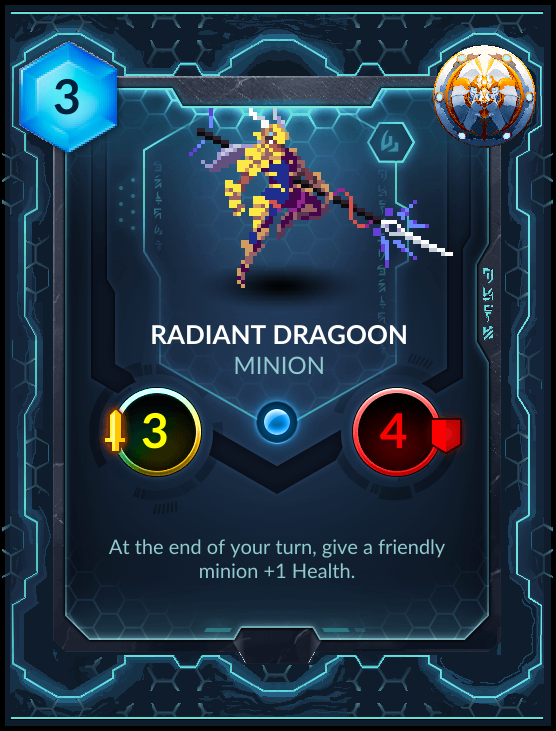 3
RADIANT DRAGOON
MINION
3
4
At the end of your turn, give a friendly
minion +1 Health.